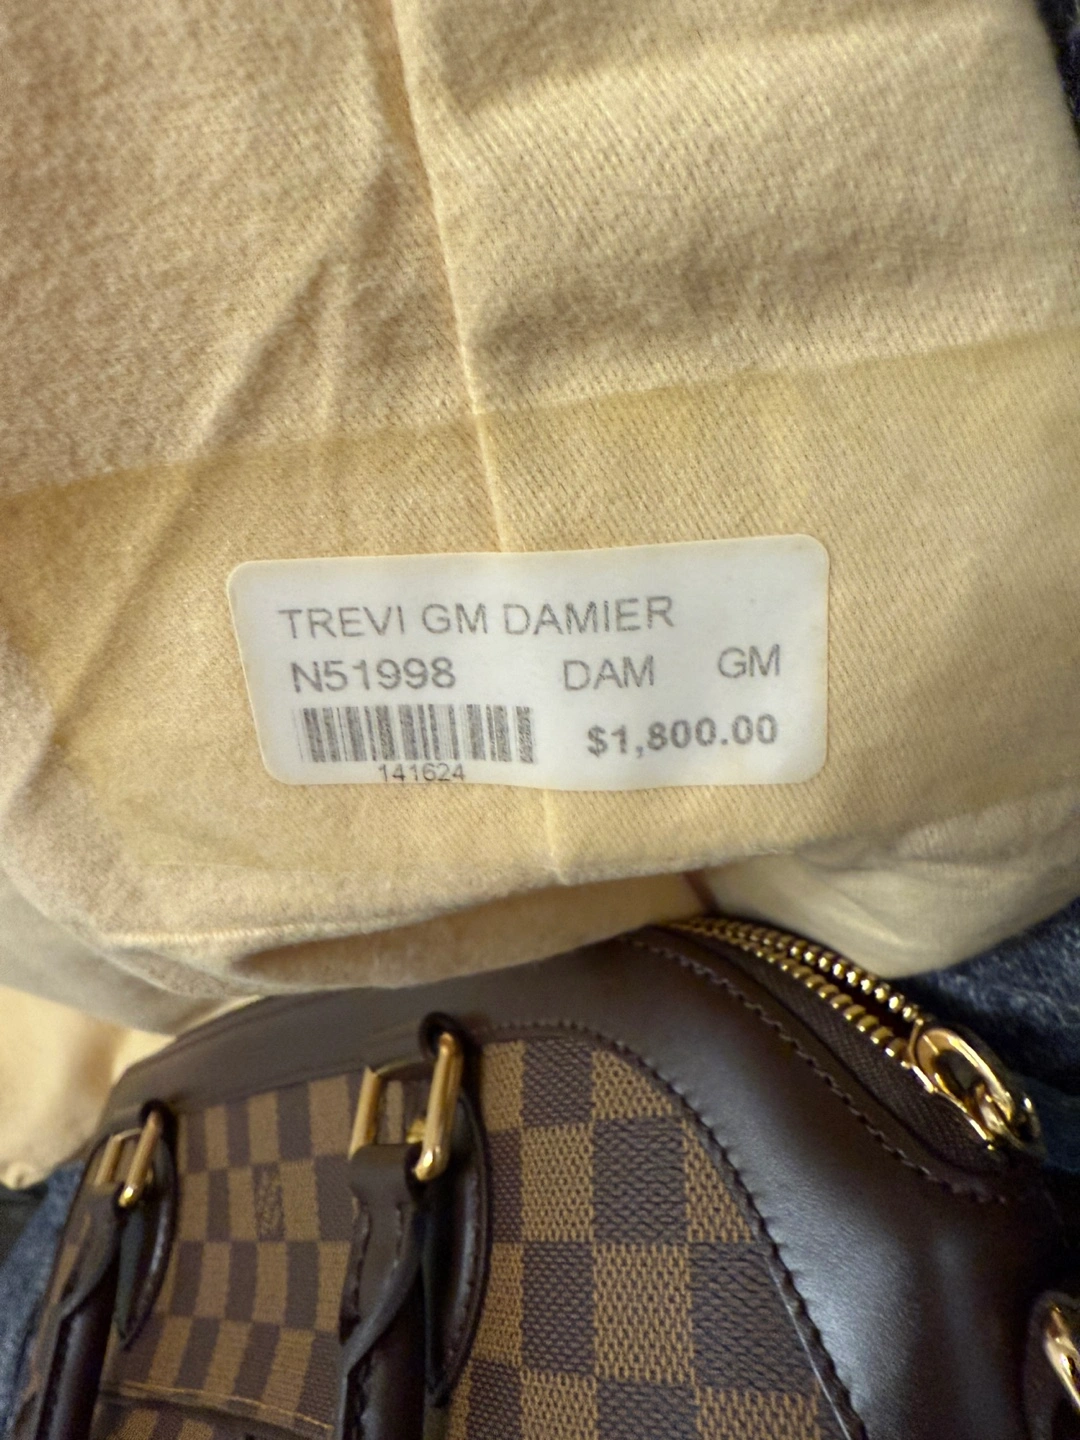 TREVI GM DAMIER
N51998 DAM GM
$1,800.00
141624